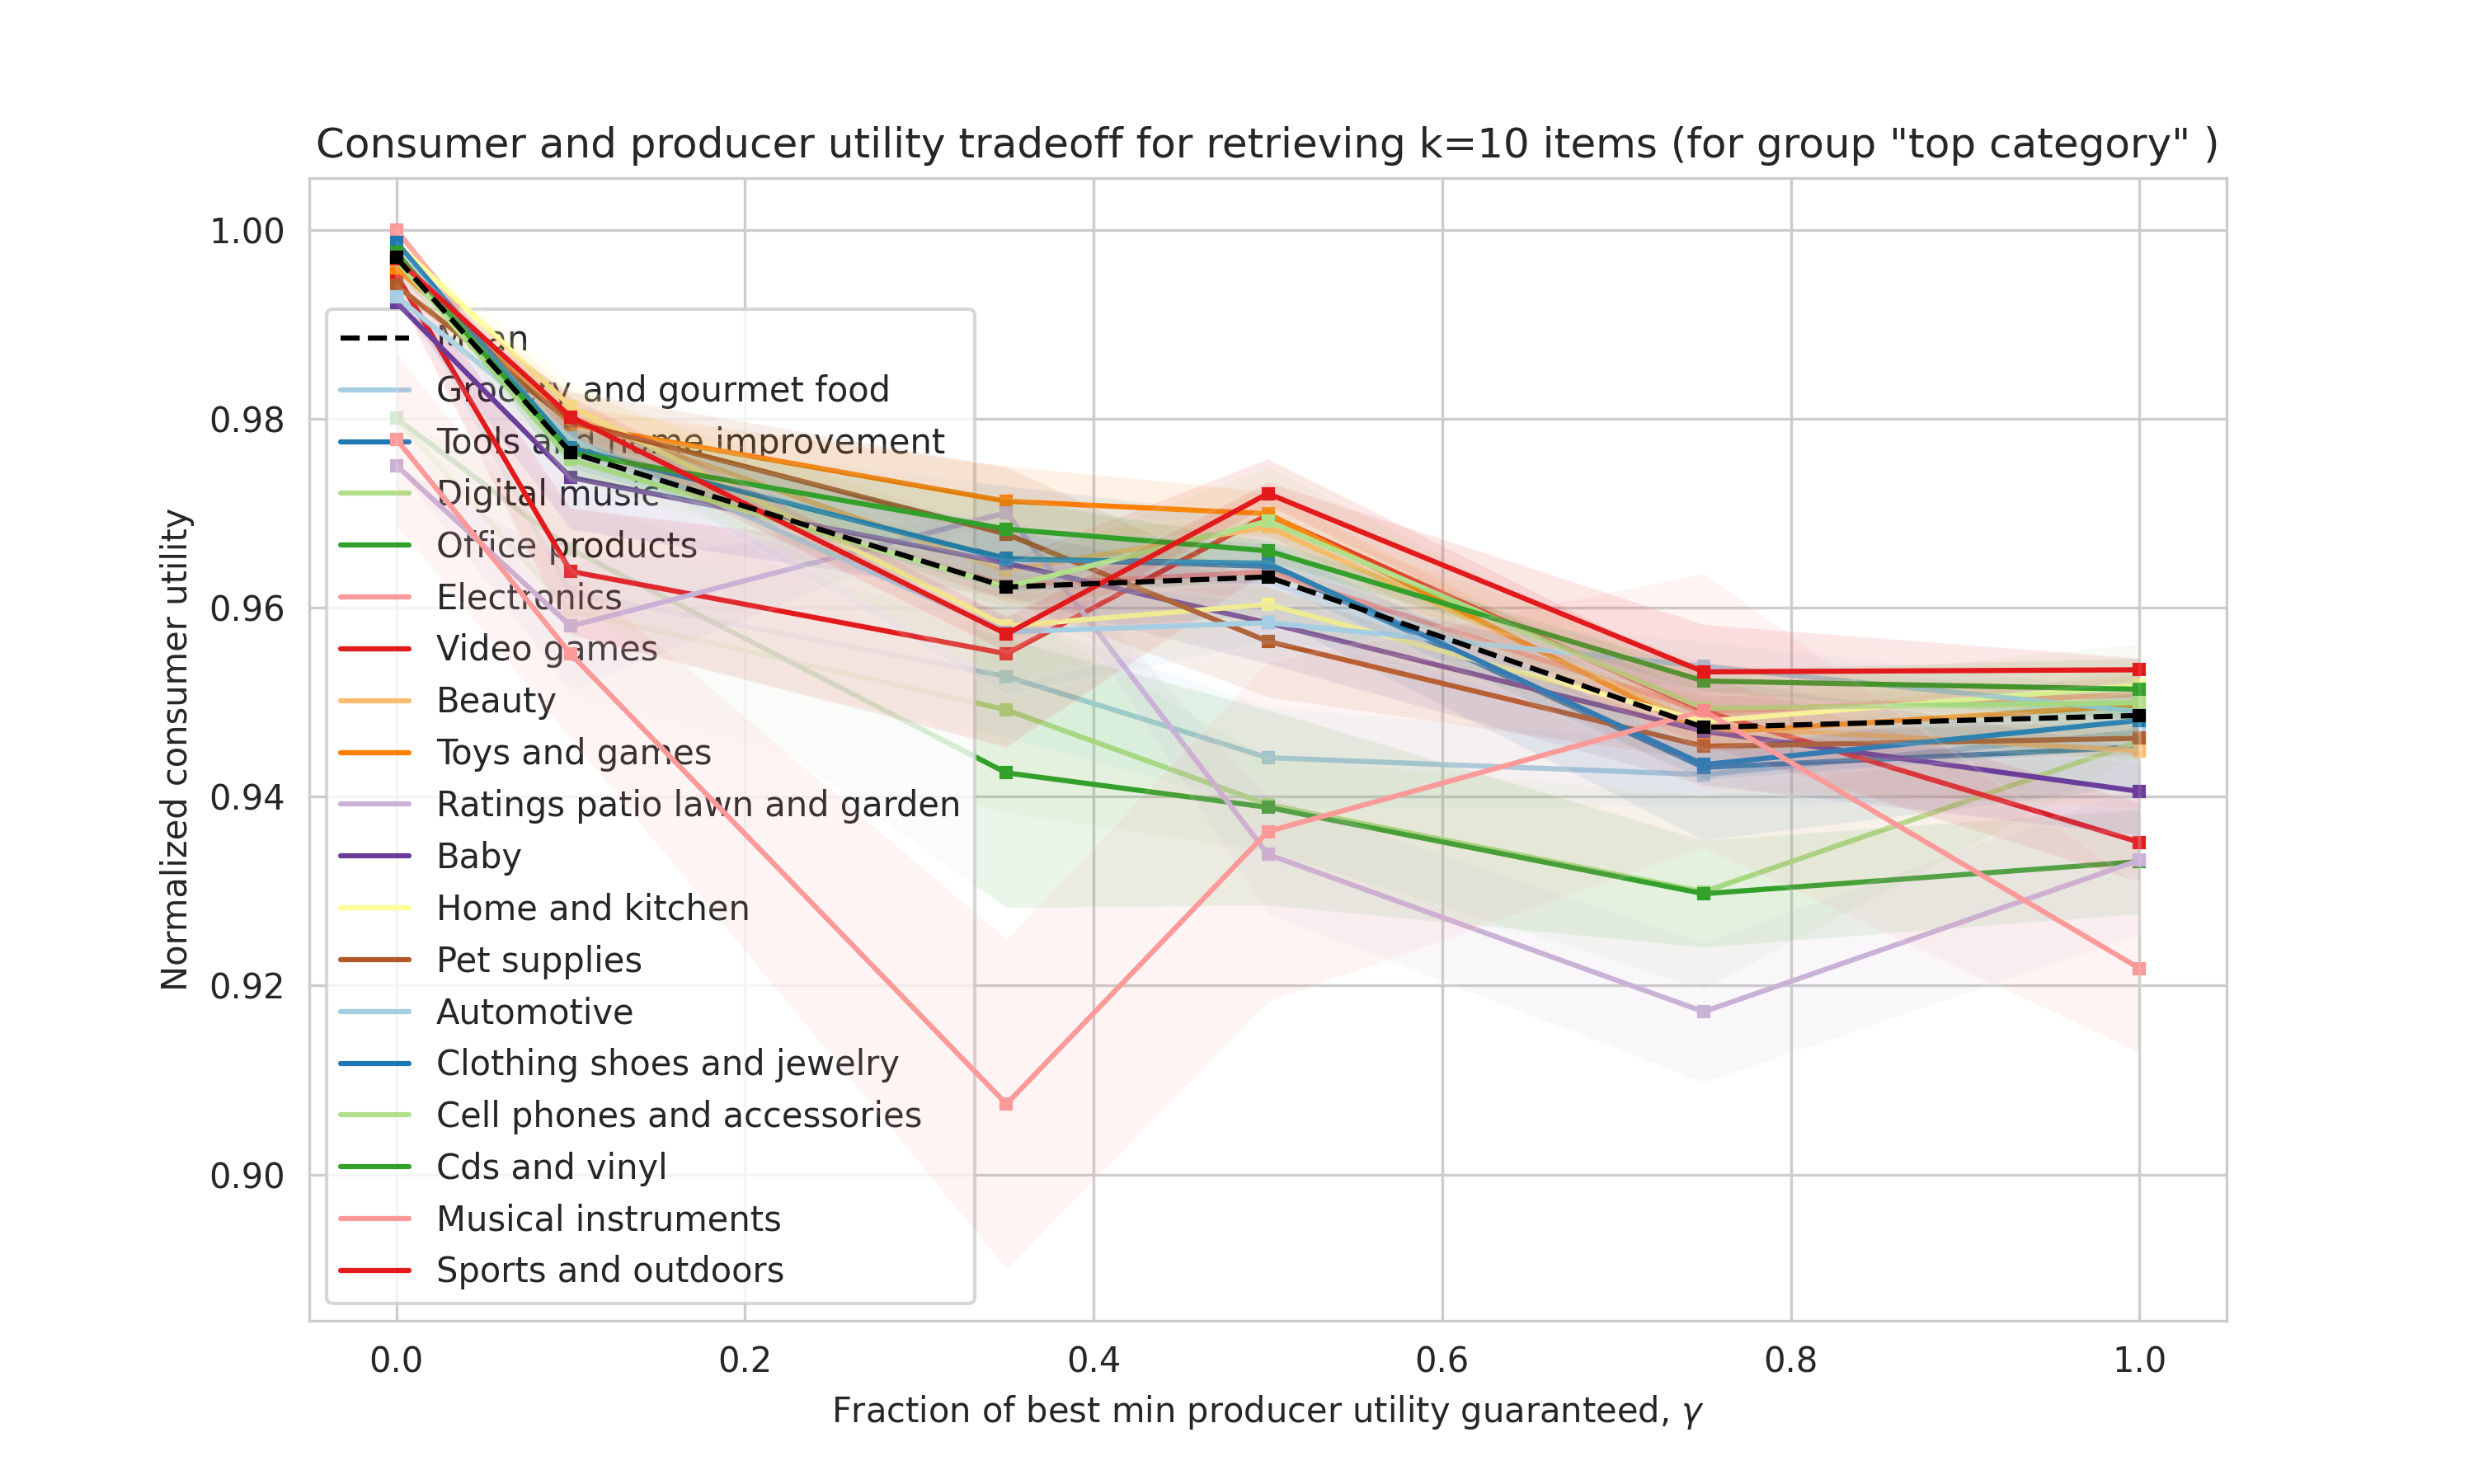 Consumer and producer utility tradeoff for retrieving k=10 items (for group "top category" )
Normalized consumer utility
1.00
0.98
0.96
0.94
0.92
0.90
Mean
Grocery and gourmet food
Tools and home improvement
Digital music
Office products
Electronics
Video games
Beauty
Toys and games
Ratings patio lawn and garden
Baby
Home and kitchen
Pet supplies
Automotive
Clothing shoes and jewelry
Cell phones and accessories
Cds and vinyl
Musical instruments
Sports and outdoors
0.0 0.2 0.4 0.6 0.8 1.0
Fraction of best min producer utility guaranteed, γ